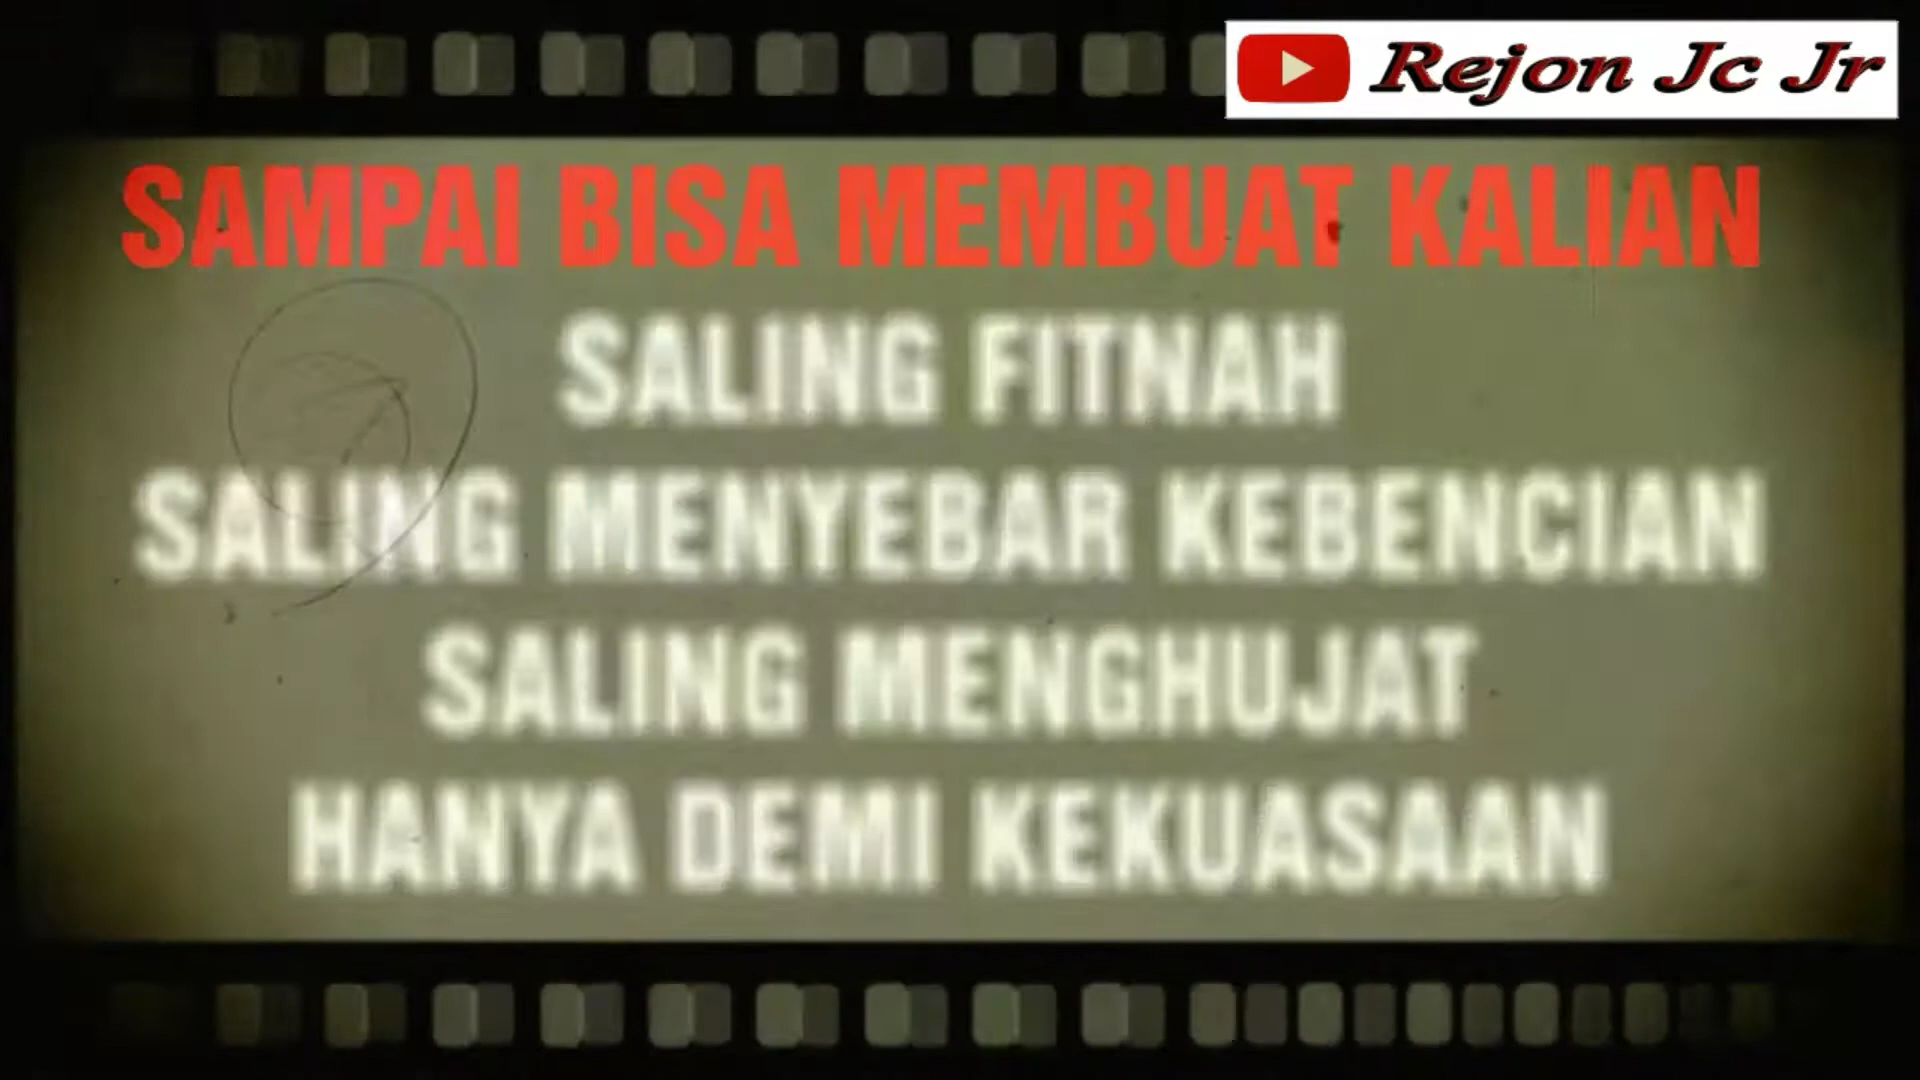 Rejon Jc Jr
SAMPAI BISA MEMBUAT KALIAN
SALING FITNAH
SALING MENYEBAR KEBENCIAN
SALING MENGHUJAT
HANYA DEMI KEKUASAAN